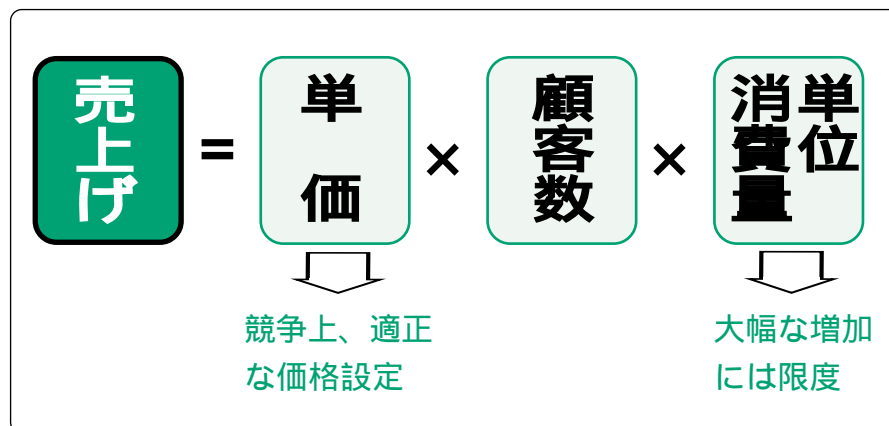 売上げ
=
単価
×
顧客数
×
単位
消費量
競争上、適正
な価格設定
大幅な増加
には限度